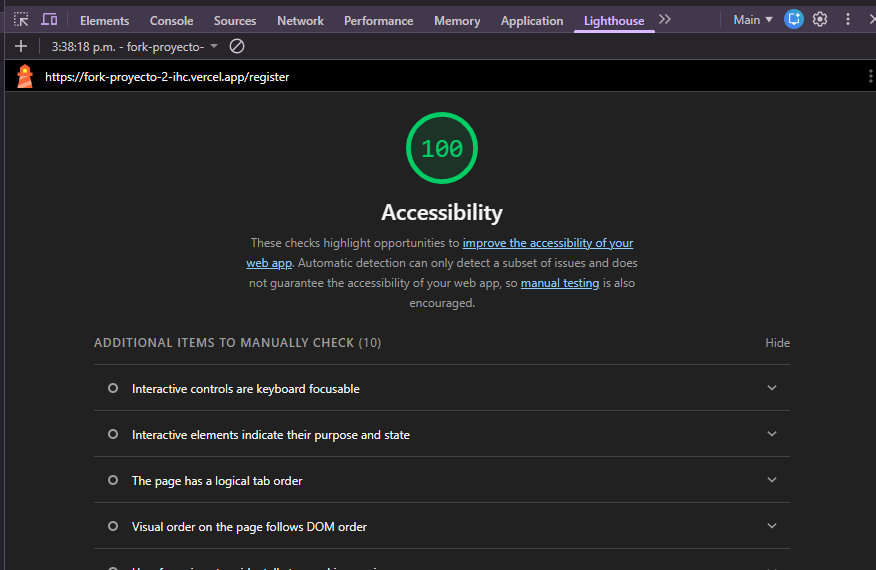 Elements Console Sources Network Performance Memory Application Lighthouse Main
3:38:18 p.m. - fork-proyecto-
https://fork-proyecto-2-ihc.vercel.app/register
100
Accessibility
These checks highlight opportunities to improve the accessibility of your
web app. Automatic detection can only detect a subset of issues and does
not guarantee the accessibility of your web app, so manual testing is also
encouraged.
ADDITIONAL ITEMS TO MANUALLY CHECK (10) Hide
Interactive controls are keyboard focusable
Interactive elements indicate their purpose and state
The page has a logical tab order
Visual order on the page follows DOM order